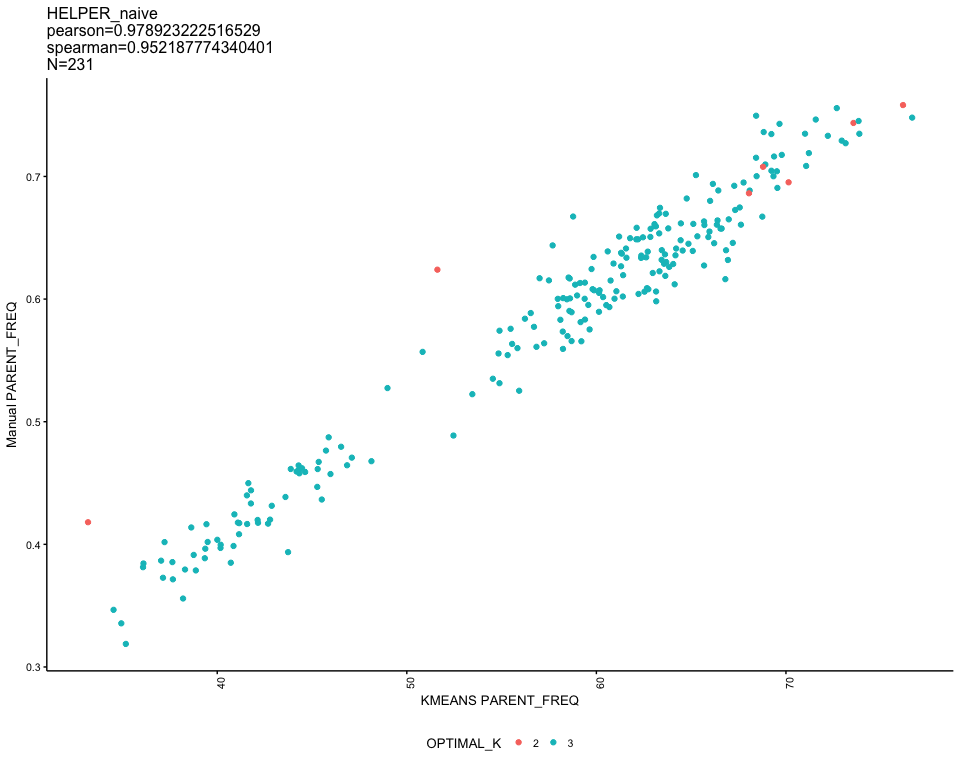 HELPER_naive
pearson=0.978923222516529
spearman=0.952187774340401
N=231
Manual PARENT_FREQ
0.7
0.6
0.5
0.4
0.3
40
50
60
70
KMEANS PARENT_FREQ
OPTIMAL_K 2 3